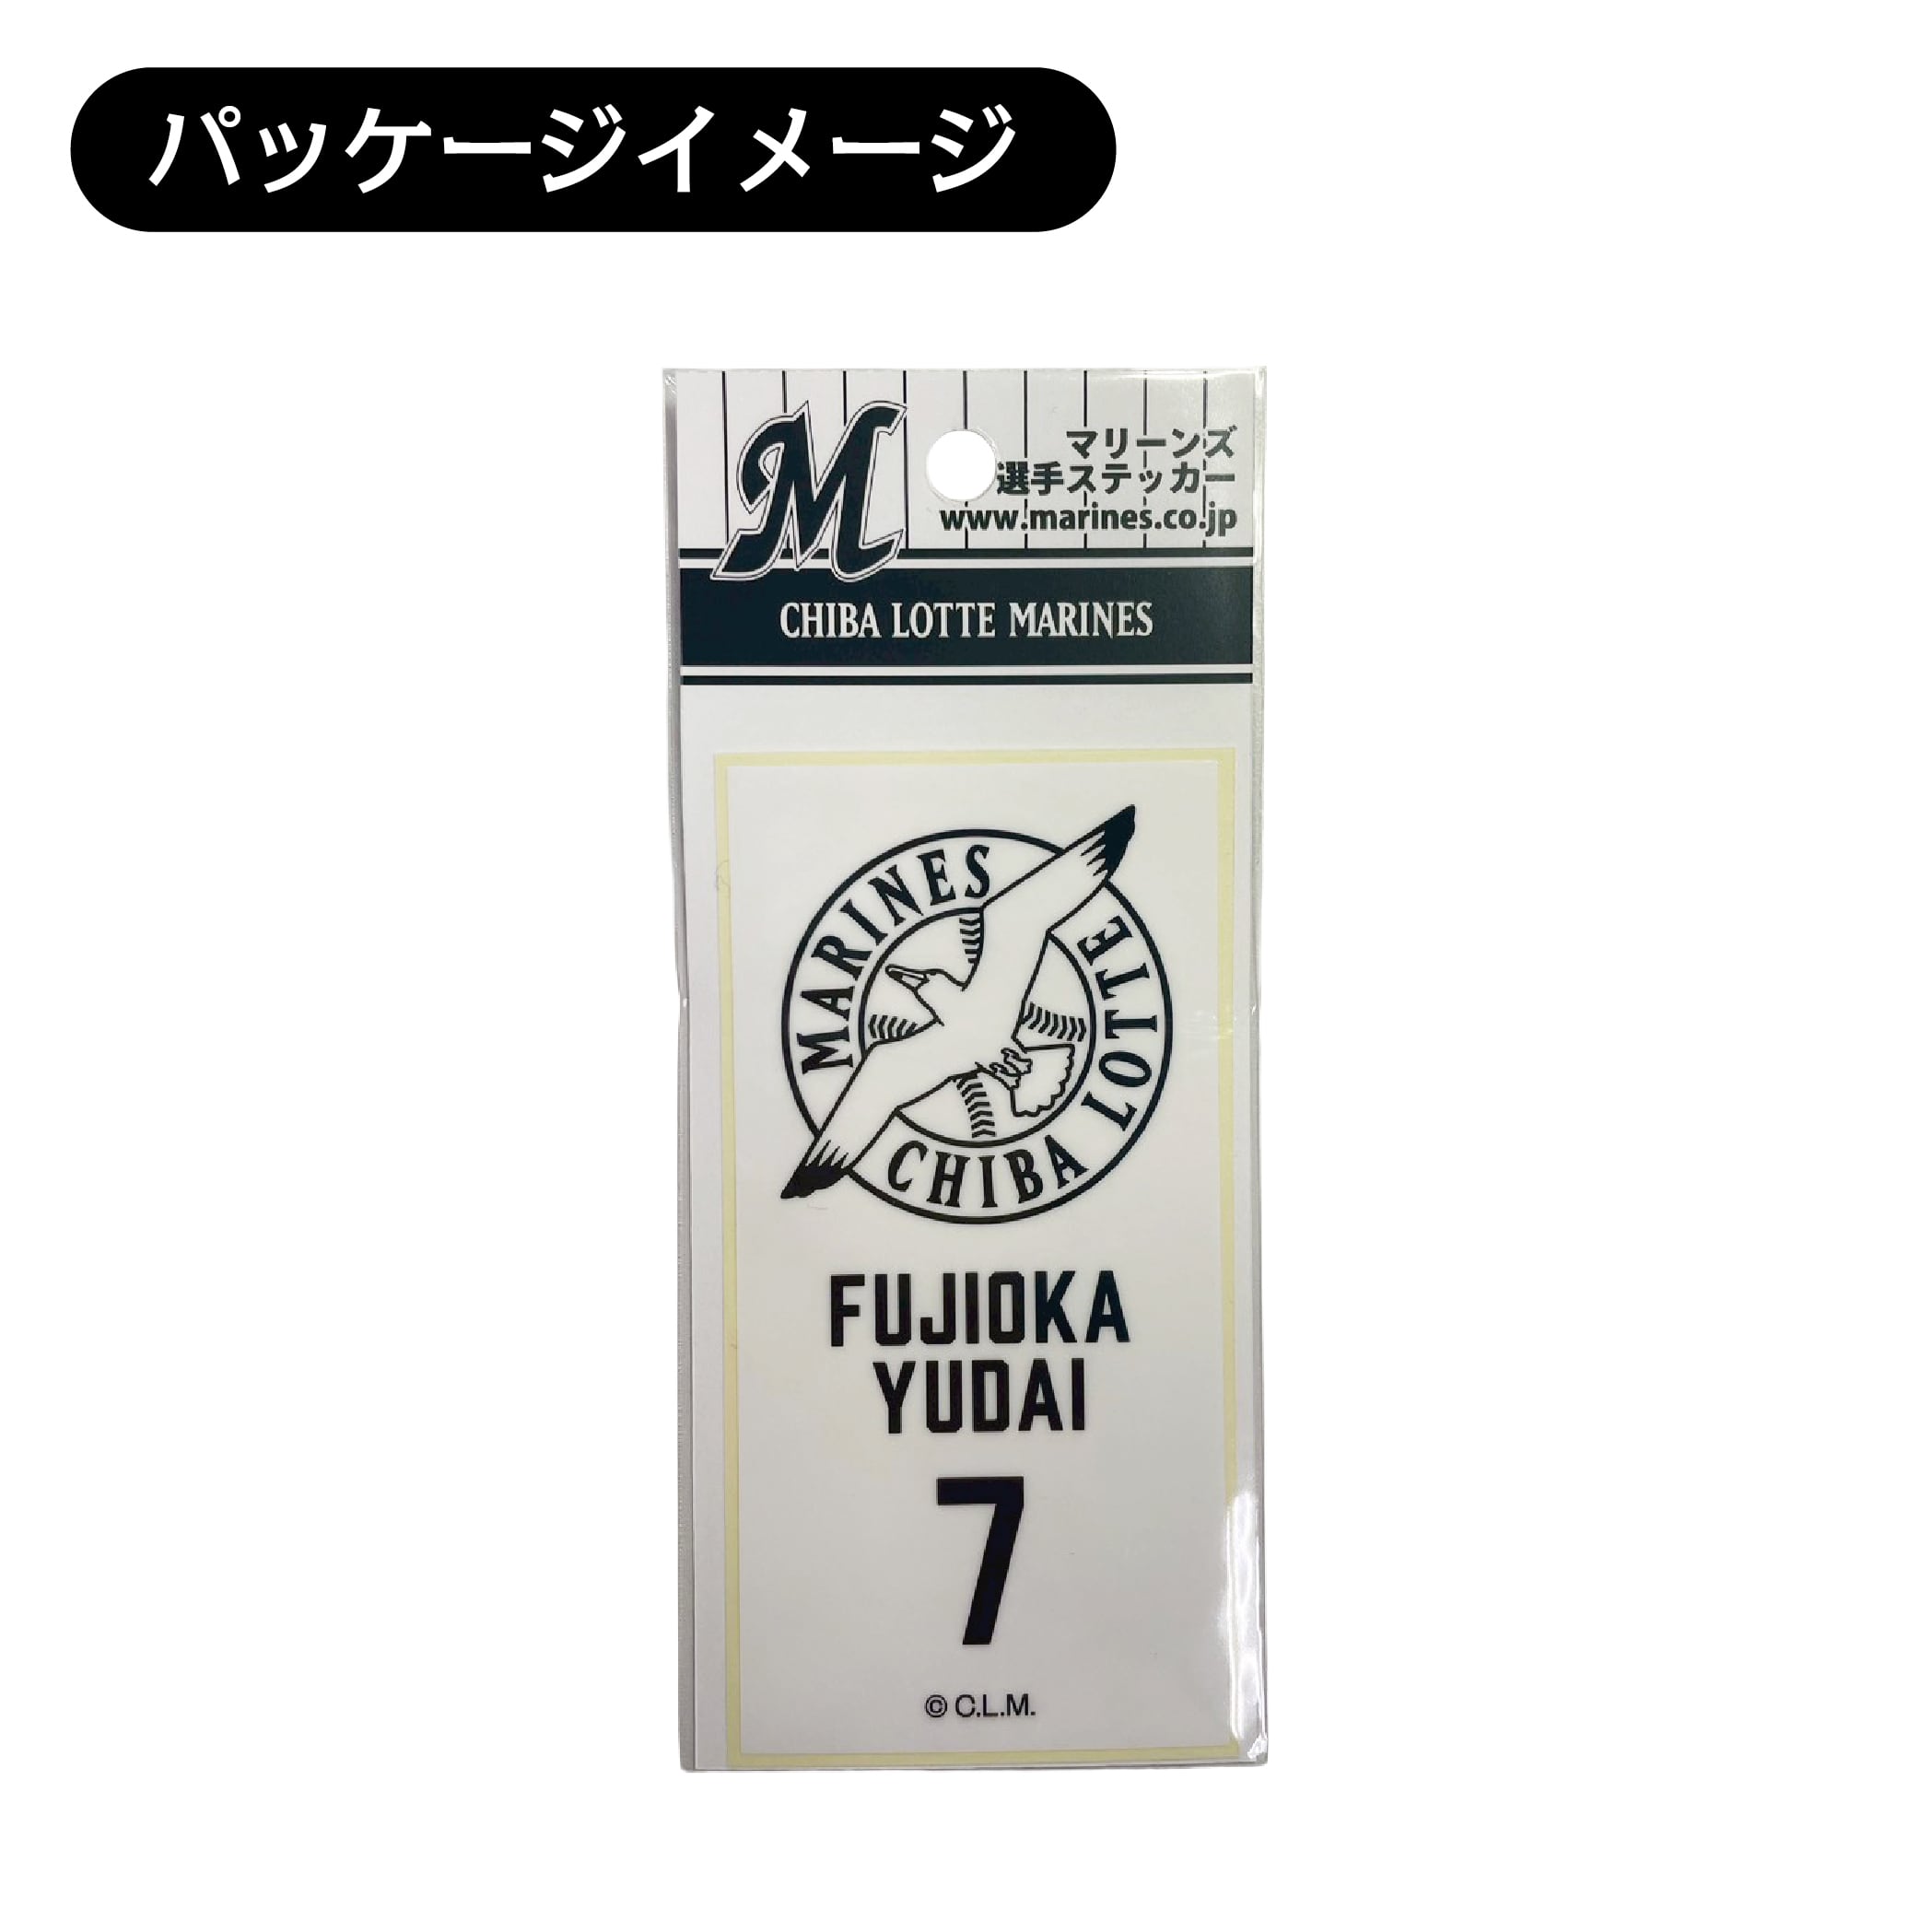 パッケージイメージ
M
マリーンズ
選手ステッカー
www.marines.co.jp
CHIBA LOTTE MARINES
MARINES
CHIBA LOTTE
FUJIOKA
YUDAI
7
© C.L.M.